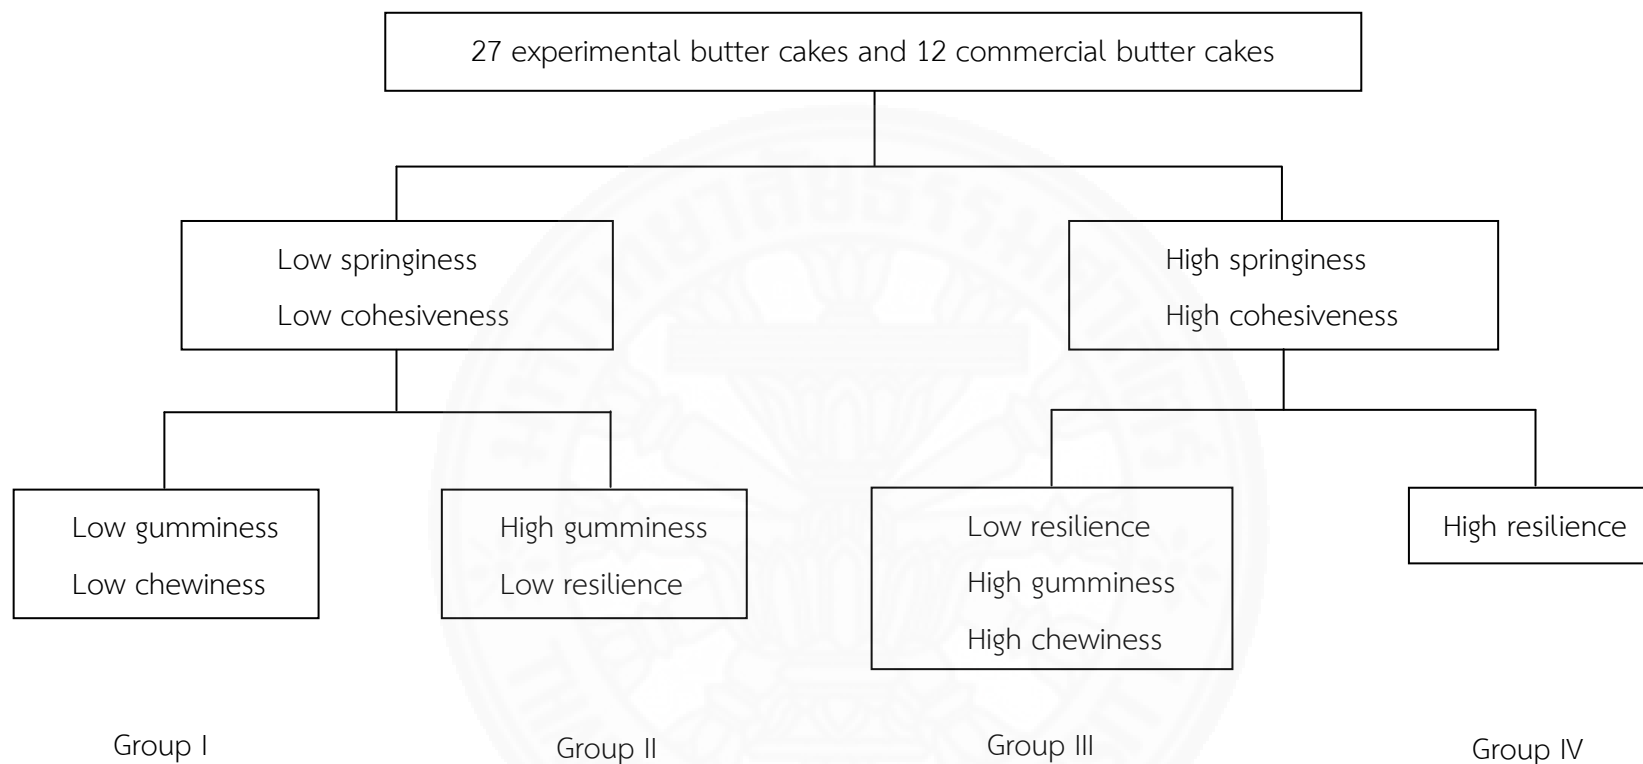 27 experimental butter cakes and 12 commercial butter cakes
Low springiness
Low cohesiveness
High springiness
High cohesiveness
Low gumminess
Low chewiness
High gumminess
Low resilience
Low resilience
High gumminess
High chewiness
High resilience
Group I
Group II
Group III
Group IV